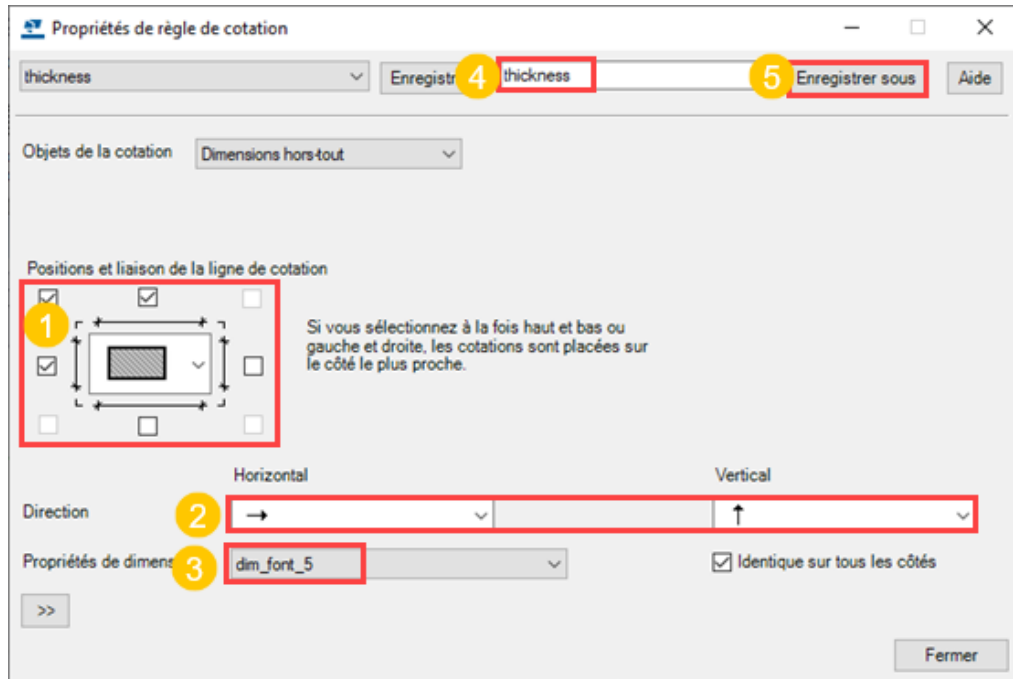 Propriétés de règle de cotation
thickness Enregistr 4 thickness 5 Enregistrer sous Aide
Objets de la cotation Dimensions hors-tout
Positions et liaison de la ligne de cotation
1
Si vous sélectionnez à la fois haut et bas ou
gauche et droite, les cotations sont placées sur
le côté le plus proche.
Horizontal Vertical
Direction 2
Propriétés de dimens 3 dim_font_5 Identique sur tous les côtés
>>
Fermer